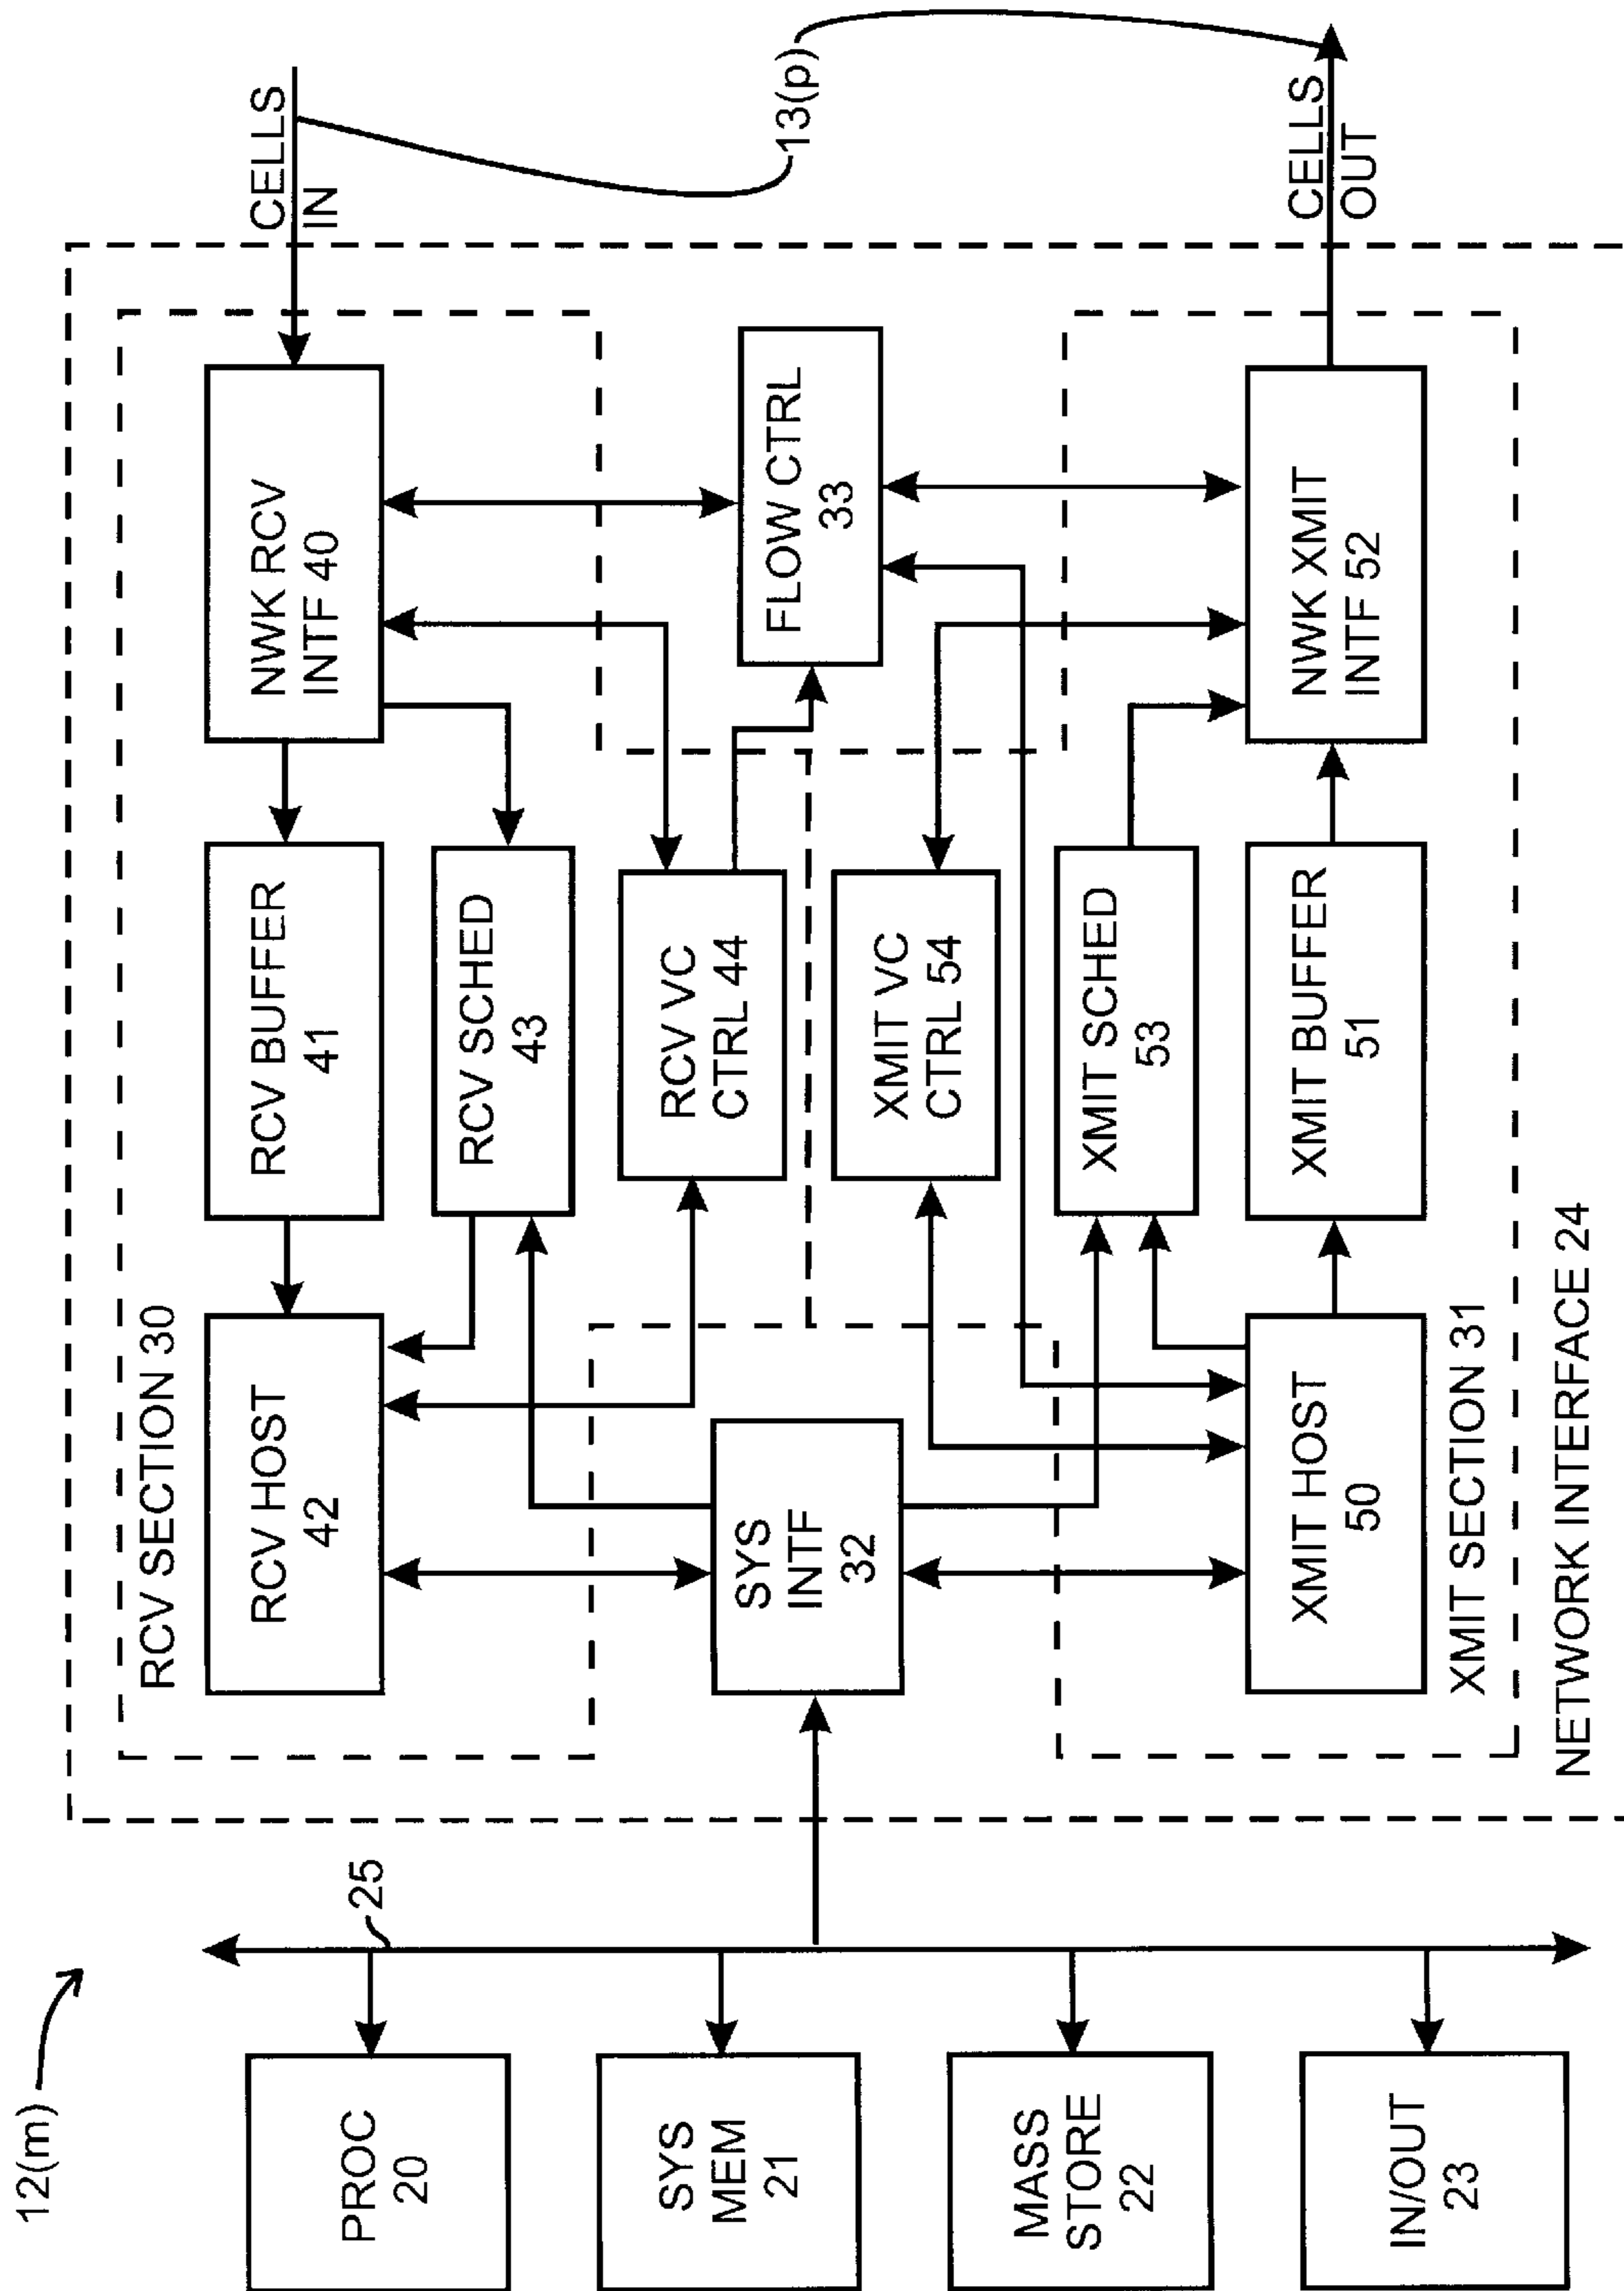 12(m)
PROC
20
SYS
MEM
21
MASS
STORE
22
IN/OUT
23
25
RCV SECTION 30
RCV HOST
42
RCV BUFFER
41
NWK RCV
INTF 40
CELLS
IN
13(p)
RCV SCHED
43
RCV VC
CTRL 44
SYS
INTF
32
FLOW CTRL
33
XMIT VC
CTRL 54
XMIT SCHED
53
XMIT HOST
50
XMIT BUFFER
51
NWK XMIT
INTF 52
CELLS
OUT
XMIT SECTION 31
NETWORK INTERFACE 24